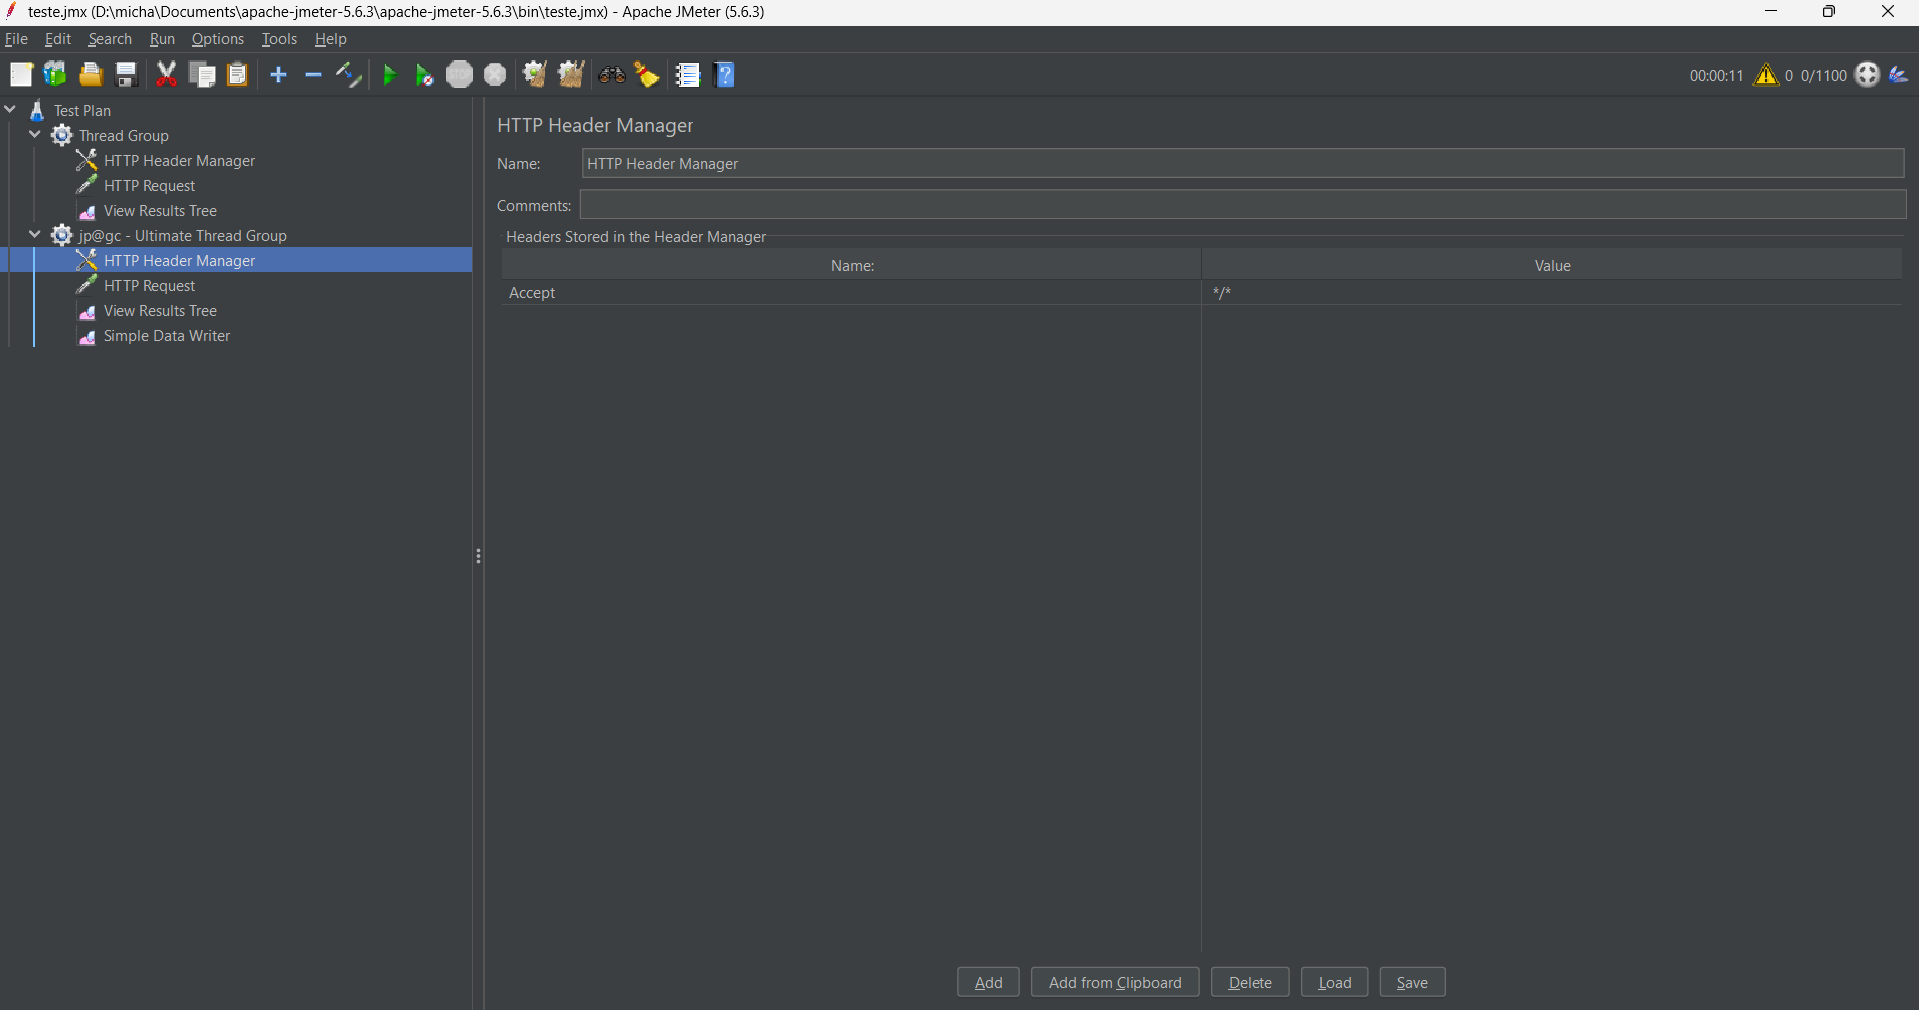 teste.jmx (D:\micha\Documents\apache-jmeter-5.6.3\apache-jmeter-5.6.3\bin\teste.jmx) - Apache JMeter (5.6.3)
File Edit Search Run Options Tools Help
STOP
00:00:11 0 0/1100
Test Plan
Thread Group
HTTP Header Manager
HTTP Request
View Results Tree
jp@gc - Ultimate Thread Group
HTTP Header Manager
HTTP Request
View Results Tree
Simple Data Writer
HTTP Header Manager
Name: HTTP Header Manager
Comments:
Headers Stored in the Header Manager
Name: Value
Accept */*
Add Add from Clipboard Delete Load Save